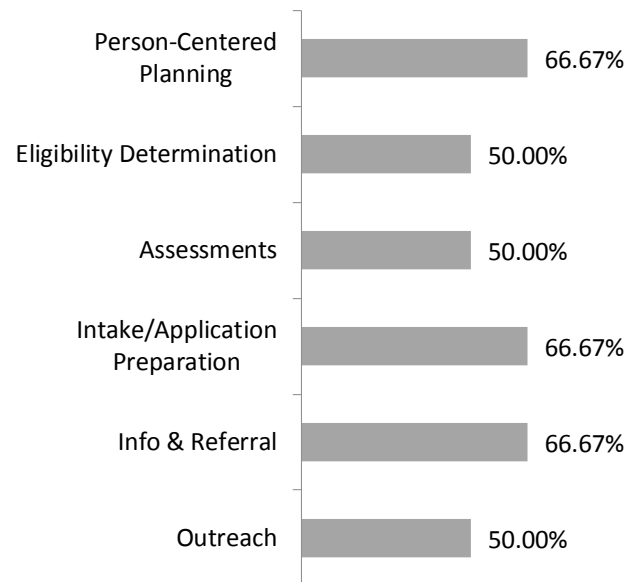 Person-Centered
Planning
66.67%
Eligibility Determination
50.00%
Assessments
50.00%
Intake/Application
Preparation
66.67%
Info & Referral
66.67%
Outreach
50.00%